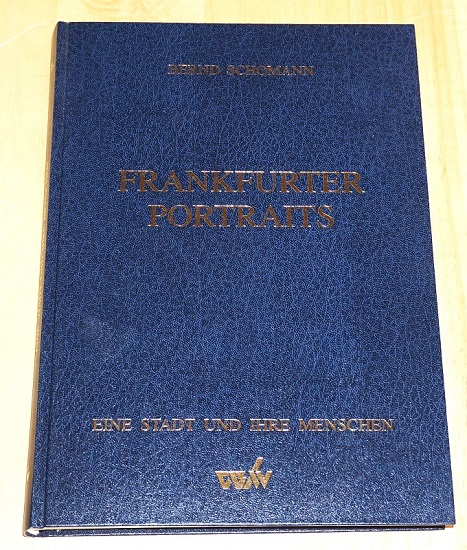 BERND SCHOMANN
FRANKFURTER
PORTRAITS
EINE STADT UND IHRE MENSCHEN